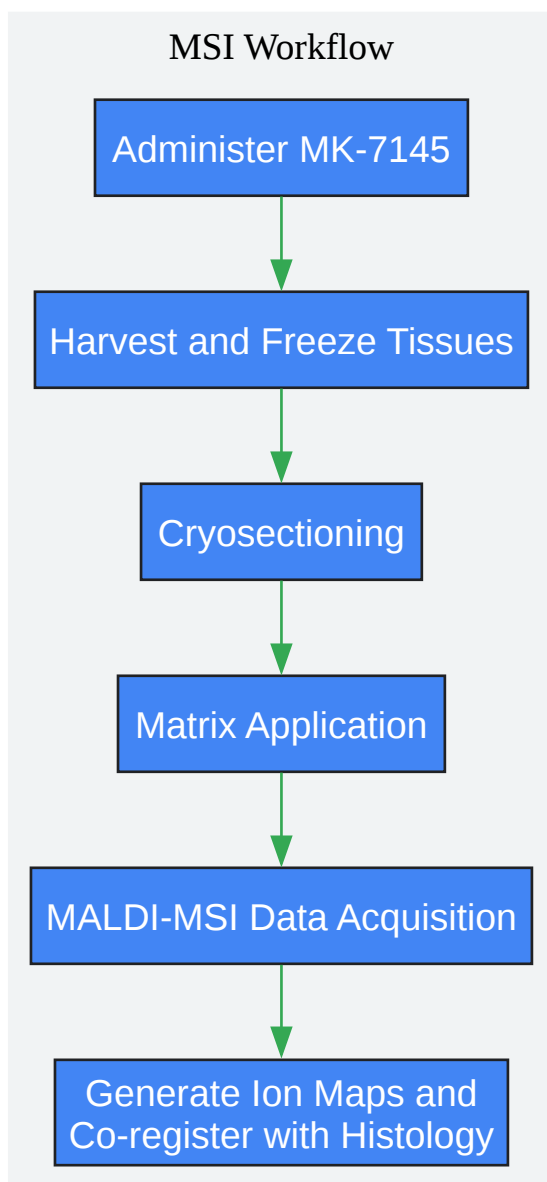 MSI Workflow
Administer MK-7145
Harvest and Freeze Tissues
Cryosectioning
Matrix Application
MALDI-MSI Data Acquisition
Generate Ion Maps and
Co-register with Histology